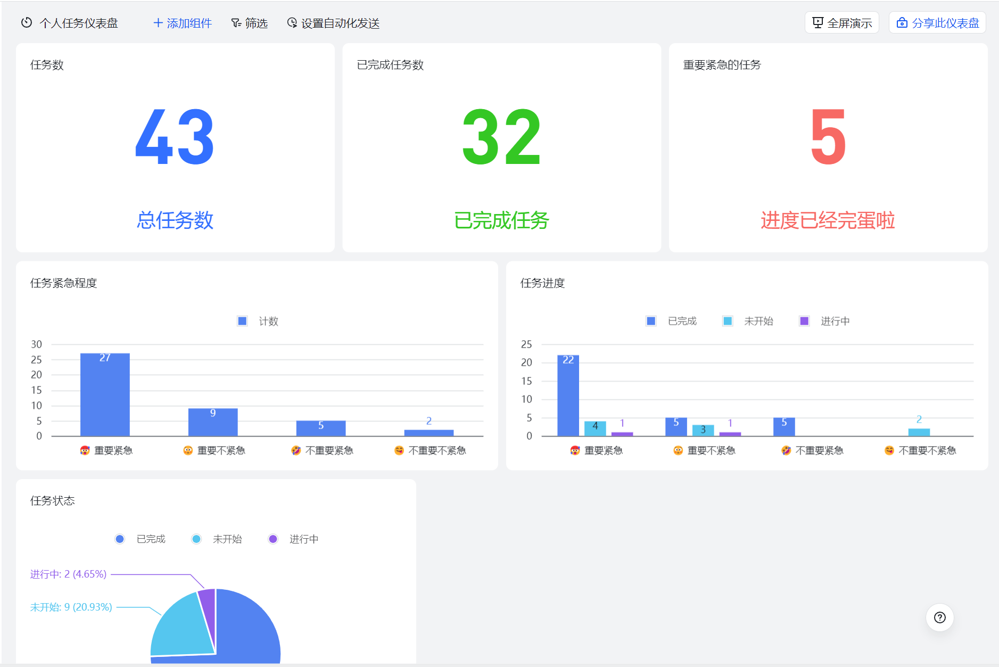 个人任务仪表盘 添加组件 筛选 设置自动化发送 全屏演示 分享此仪表盘
任务数
43
总任务数
已完成任务数
32
已完成任务
重要紧急的任务
5
进度已经完蛋啦
任务紧急程度
计数
30
25
20
15
10
5
0
27
9
5
2
🥵 重要紧急 😳 重要不紧急 🤣 不重要紧急 😋 不重要不紧急
任务进度
已完成 未开始 进行中
25
20
15
10
5
0
22
4
1
5
3
1
5
2
重要紧急 重要不紧急 不重要紧急 不重要不紧急
任务状态
已完成 未开始 进行中
进行中: 2 (4.65%)
未开始: 9 (20.93%)